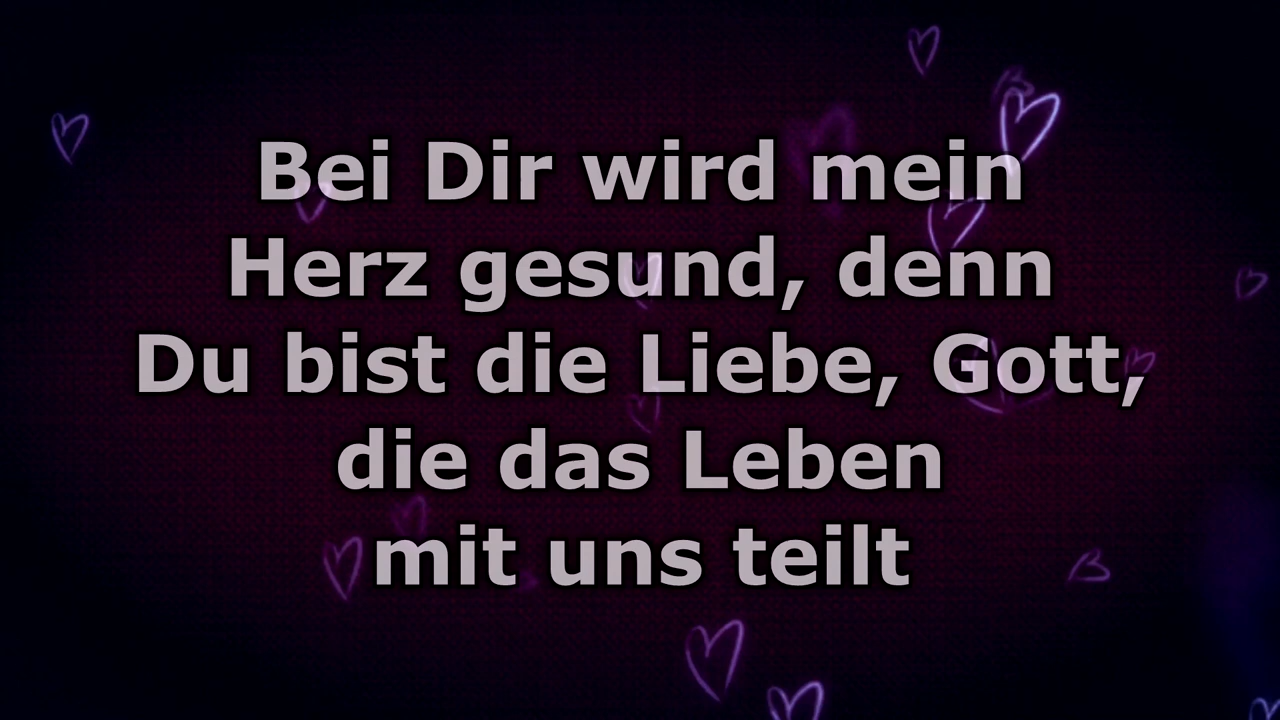 Bei Dir wird mein
Herz gesund, denn
Du bist die Liebe, Gott,
die das Leben
mit uns teilt